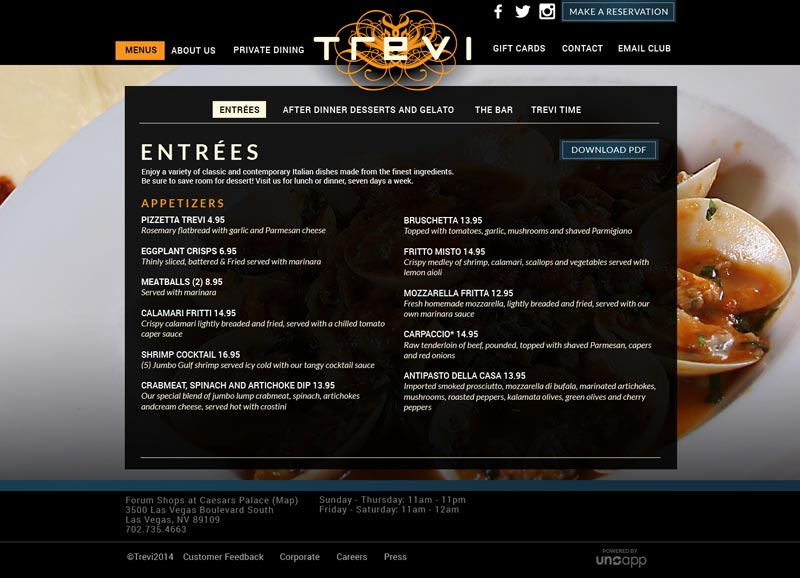 MAKE A RESERVATION
MENUS
ABOUT US
PRIVATE DINING
TREVI
GIFT CARDS
CONTACT
EMAIL CLUB
ENTRÉES
AFTER DINNER DESSERTS AND GELATO
THE BAR
TREVI TIME
ENTRÉES
DOWNLOAD PDF
Enjoy a variety of classic and contemporary Italian dishes made from the finest ingredients.
Be sure to save room for dessert! Visit us for lunch or dinner, seven days a week.
APPETIZERS
PIZZETTA TREVI 4.95
Rosemary flatbread with garlic and Parmesan cheese
EGGPLANT CRISPS 6.95
Thinly sliced, battered & Fried served with marinara
MEATBALLS (2) 8.95
Served with marinara
CALAMARI FRITTI 14.95
Crispy calamari lightly breaded and fried, served with a chilled tomato
caper sauce
SHRIMP COCKTAIL 16.95
(5) Jumbo Gulf shrimp served icy cold with our tangy cocktail sauce
CRABMEAT, SPINACH AND ARTICHOKE DIP 13.95
Our special blend of jumbo lump crabmeat, spinach, artichokes
andcream cheese, served hot with crostini
BRUSCHETTA 13.95
Topped with tomatoes, garlic, mushrooms and shaved Parmigiano
FRITTO MISTO 14.95
Crispy medley of shrimp, calamari, scallops and vegetables served with
lemon aioli
MOZZARELLA FRITTA 12.95
Fresh homemade mozzarella, lightly breaded and fried, served with our
own marinara sauce
CARPACCIO* 14.95
Raw tenderloin of beef, pounded, topped with shaved Parmesan, capers
and red onions
ANTIPASTO DELLA CASA 13.95
Imported smoked prosciutto, mozzarella di bufala, marinated artichokes,
mushrooms, roasted peppers, kalamata olives, green olives and cherry
peppers
Forum Shops at Caesars Palace (Map)
3500 Las Vegas Boulevard South
Las Vegas, NV 89109
702.735.4663
Sunday - Thursday: 11am - 11pm
Friday - Saturday: 11am - 12am
©Trevi2014
Customer Feedback
Corporate
Careers
Press
POWERED BY
unoapp